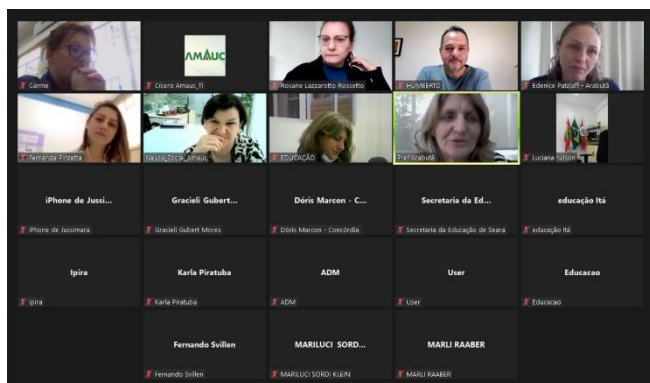 AMAUC
Carme
Cícero Amauc_TI
Rosane Lazzarotto Rossetto
HUMBERTO
Edenice Patzlaff - Arabutã
Fernanda Pinzetta
Neusa_Social_Amauc
EDUCAÇÃO
Pref Arabutã
Luciana Nilson
iPhone de Jussi...
Gracieli Gubert...
Dóris Marcon - C...
Secretaria da Ed...
educação Itá
iPhone de Jussimara
Gracieli Gubert Mores
Dóris Marcon - Concórdia
Secretaria da Educação de Seara
educação Itá
Ipira
Karla Piratuba
ADM
User
Educacao
Ipira
Karla Piratuba
ADM
User
Educacao
Fernando Svillen
MARILUCI SORD...
MARLI RAABER
Fernando Svillen
MARILUCI SORDI KLEIN
MARLI RAABER